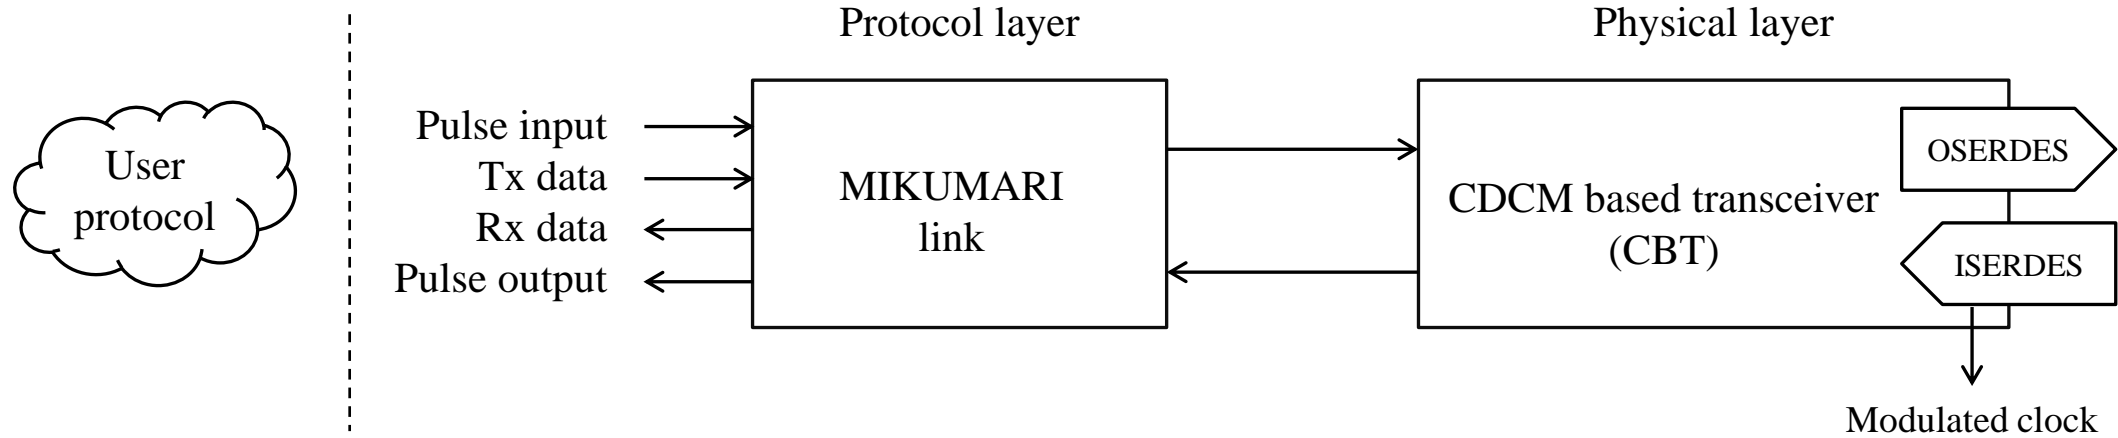 Protocol layer
Physical layer
User
protocol
Pulse input
Tx data
Rx data
Pulse output
MIKUMARI
link
CDCM based transceiver
(CBT)
OSERDES
ISERDES
Modulated clock